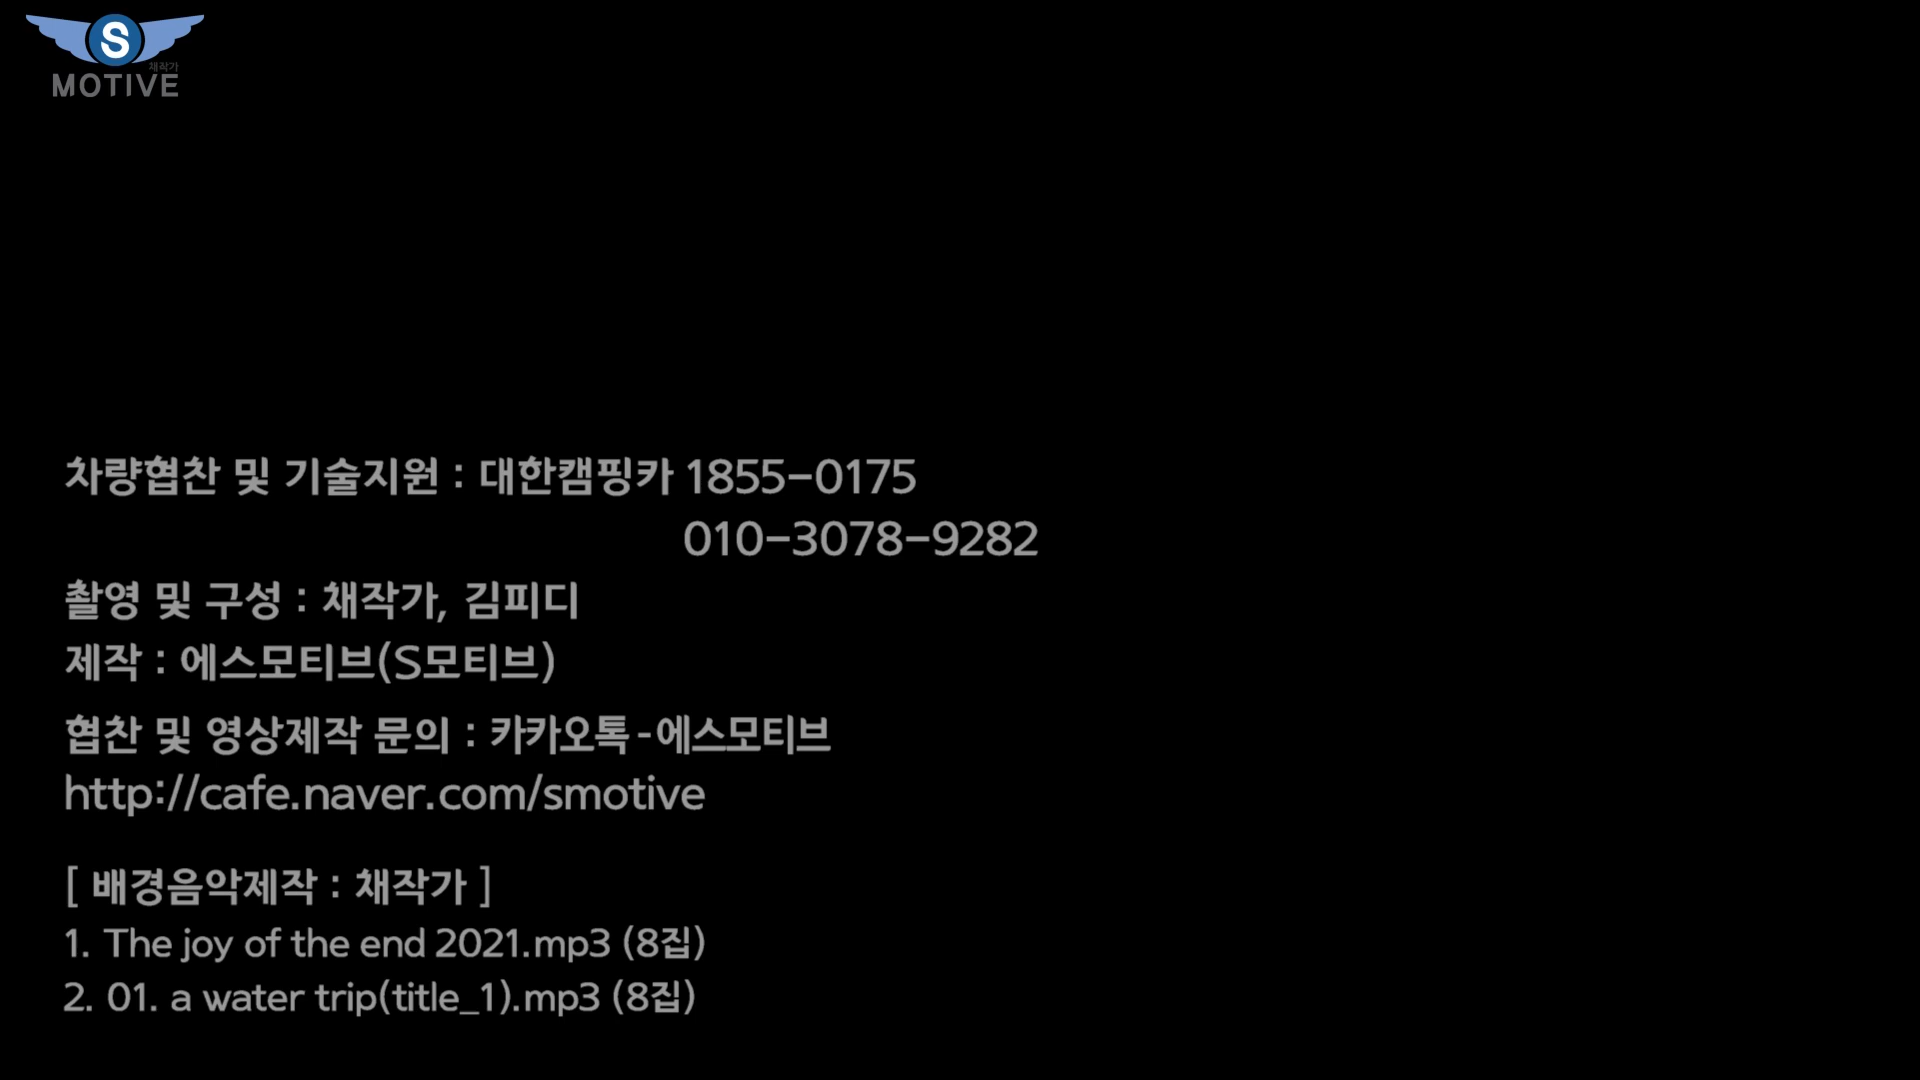 S
채작가
MOTIVE
차량협찬 및 기술지원 : 대한캠핑카 1855-0175
010-3078-9282
촬영 및 구성 : 채작가, 김피디
제작 : 에스모티브(S모티브)
협찬 및 영상제작 문의 : 카카오톡-에스모티브
http://cafe.naver.com/smotive
[ 배경음악제작 : 채작가 ]
1. The joy of the end 2021.mp3 (8집)
2. 01. a water trip(title_1).mp3 (8집)